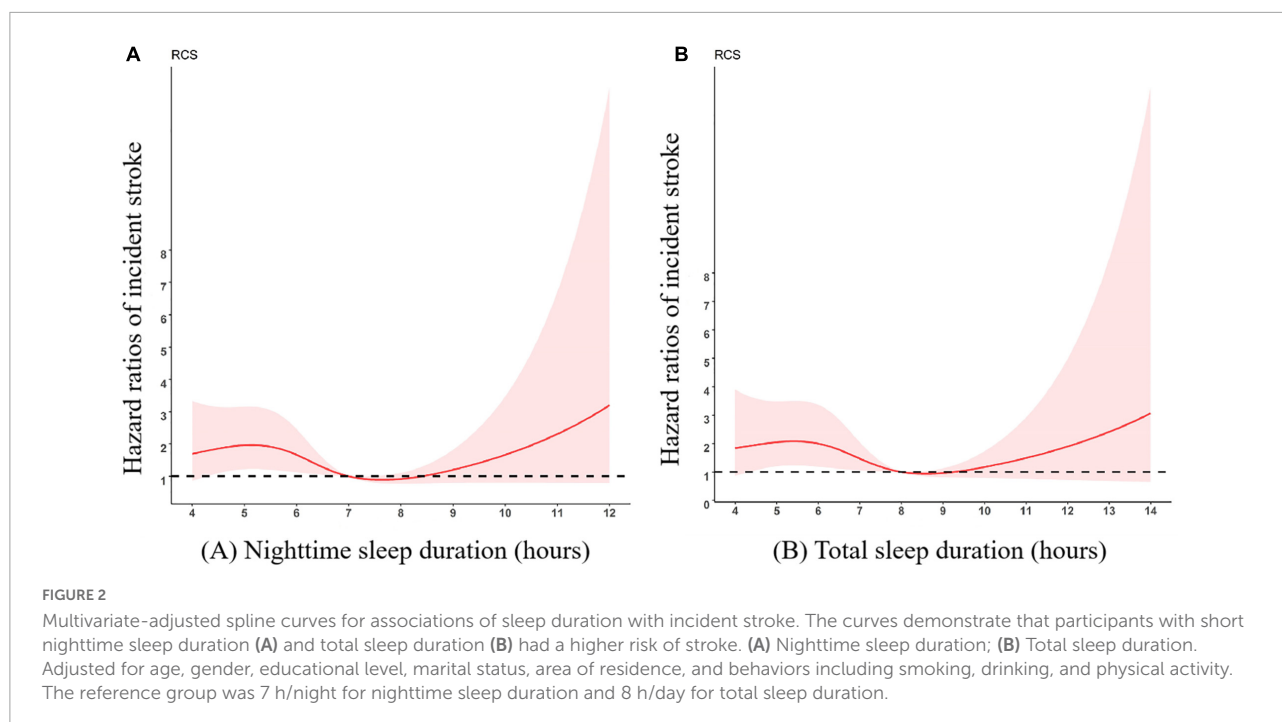 A
RCS
Hazard ratios of incident stroke
8
7
6
5
4
3
2
1
4 5 6 7 8 9 10 11 12
(A) Nighttime sleep duration (hours)
B
RCS
Hazard ratios of incident stroke
8
7
6
5
4
3
2
1
0
4 5 6 7 8 9 10 11 12 13 14
(B) Total sleep duration (hours)
FIGURE 2
Multivariate-adjusted spline curves for associations of sleep duration with incident stroke. The curves demonstrate that participants with short
nighttime sleep duration (A) and total sleep duration (B) had a higher risk of stroke. (A) Nighttime sleep duration; (B) Total sleep duration.
Adjusted for age, gender, educational level, marital status, area of residence, and behaviors including smoking, drinking, and physical activity.
The reference group was 7 h/night for nighttime sleep duration and 8 h/day for total sleep duration.